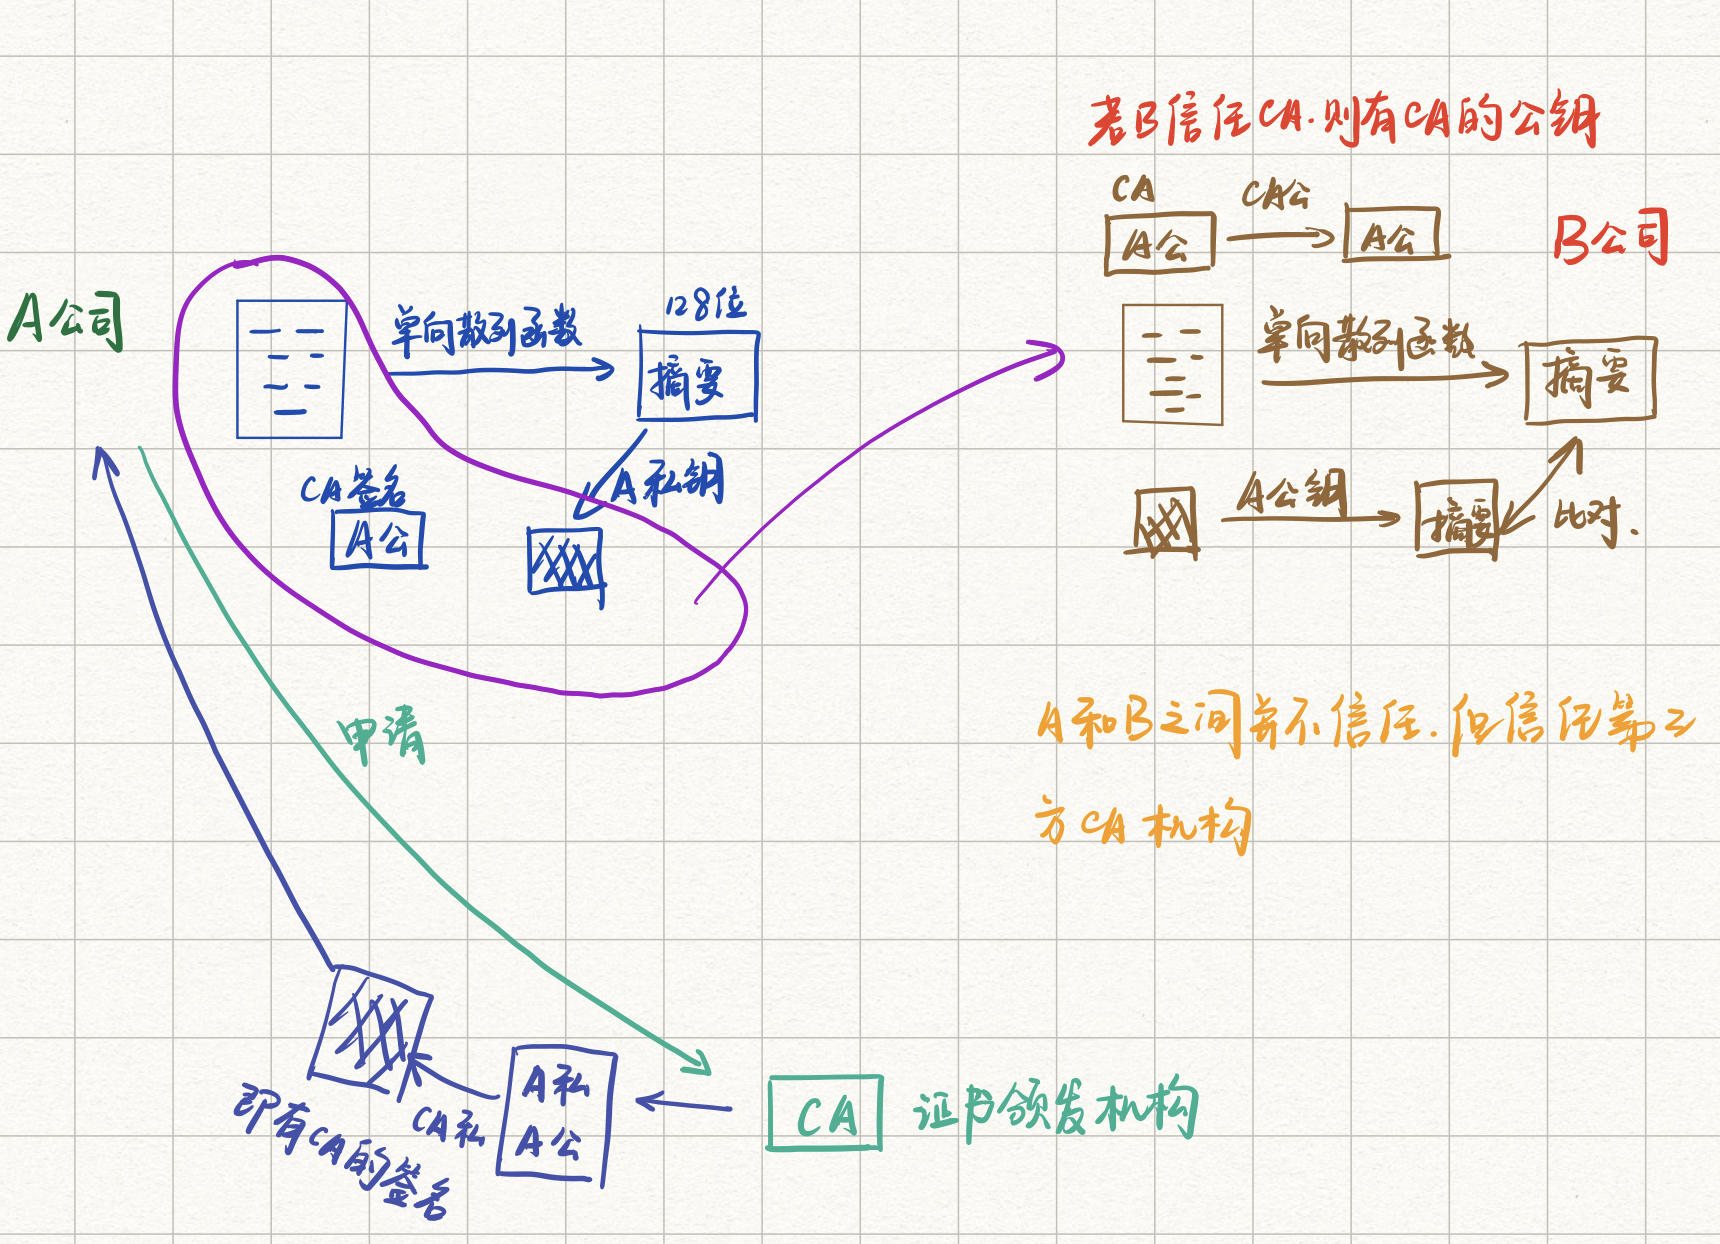 若B信任CA.则有CA的公钥
CA
CA公
A公
A公
B公司
A公司
单向散列函数
128位
摘要
单向散列函数
摘要
CA签名
A公
A私钥
A公钥
摘要
比对.
申请
A和B之间并不信任.但信任第三
方CA机构
A私
A公
CA私
即有CA的签名
CA
证书颁发机构